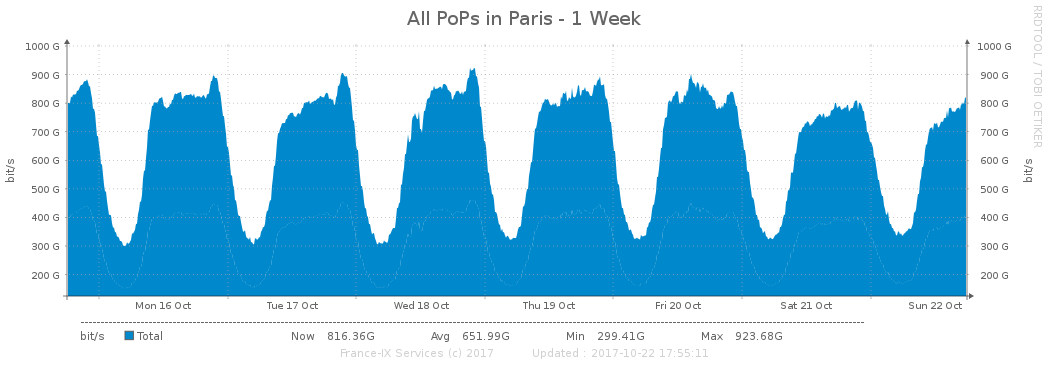 All PoPs in Paris - 1 Week
RRDTOOL / TOBI OETIKER
1000 G 1000 G
900 G 900 G
800 G 800 G
700 G 700 G
600 G 600 G
500 G 500 G
400 G 400 G
300 G 300 G
200 G 200 G
bit/s bit/s
Mon 16 Oct Tue 17 Oct Wed 18 Oct Thu 19 Oct Fri 20 Oct Sat 21 Oct Sun 22 Oct
bit/s Total Now 816.36G Avg 651.99G Min 299.41G Max 923.68G
France-IX Services (c) 2017 Updated : 2017-10-22 17:55:11